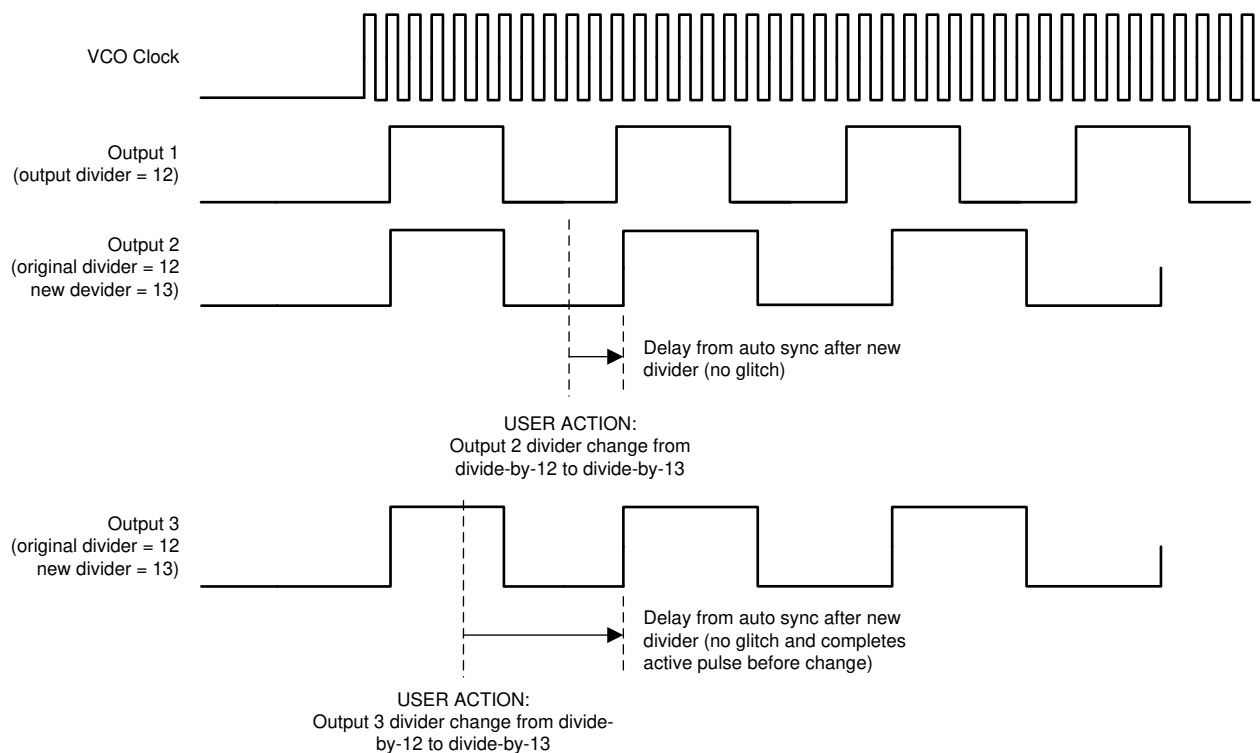 VCO Clock
Output 1
(output divider = 12)
Output 2
(original divider = 12
new devider = 13)
Delay from auto sync after new
divider (no glitch)
USER ACTION:
Output 2 divider change from
divide-by-12 to divide-by-13
Output 3
(original divider = 12
new divider = 13)
Delay from auto sync after new
divider (no glitch and completes
active pulse before change)
USER ACTION:
Output 3 divider change from divide-
by-12 to divide-by-13